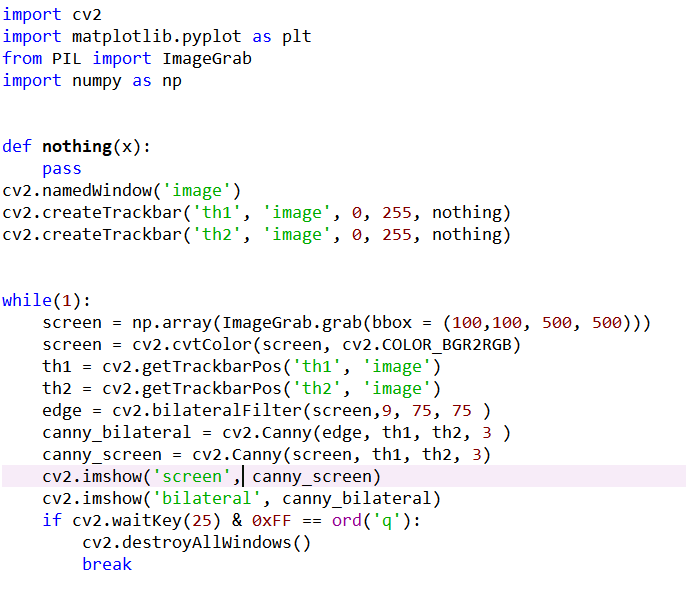 import cv2
import matplotlib.pyplot as plt
from PIL import ImageGrab
import numpy as np
def nothing(x):
    pass
cv2.namedWindow('image')
cv2.createTrackbar('th1', 'image', 0, 255, nothing)
cv2.createTrackbar('th2', 'image', 0, 255, nothing)
while(1):
    screen = np.array(ImageGrab.grab(bbox = (100,100, 500, 500)))
    screen = cv2.cvtColor(screen, cv2.COLOR_BGR2RGB)
    th1 = cv2.getTrackbarPos('th1', 'image')
    th2 = cv2.getTrackbarPos('th2', 'image')
    edge = cv2.bilateralFilter(screen,9, 75, 75 )
    canny_bilateral = cv2.Canny(edge, th1, th2, 3 )
    canny_screen = cv2.Canny(screen, th1, th2, 3)
    cv2.imshow('screen', canny_screen)
    cv2.imshow('bilateral', canny_bilateral)
    if cv2.waitKey(25) & 0xFF == ord('q'):
        cv2.destroyAllWindows()
        break